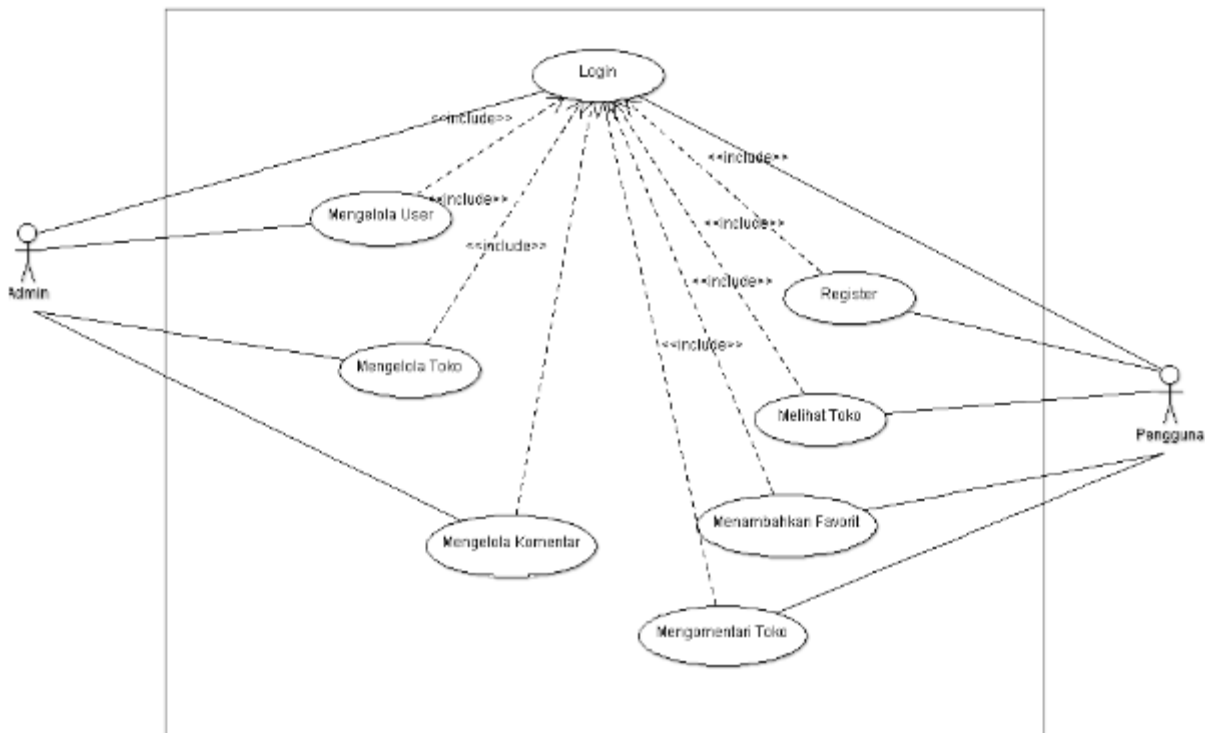 Login
<<include>>
<<include>>
Mengelola User
<<include>>
<<include>>
<<include>>
<<include>>
Register
Admin
<<include>>
Mengelola Toko
Melihat Toko
Pengguna
Menambahkan Favorit
Mengelola Komentar
Mengomentari Toko